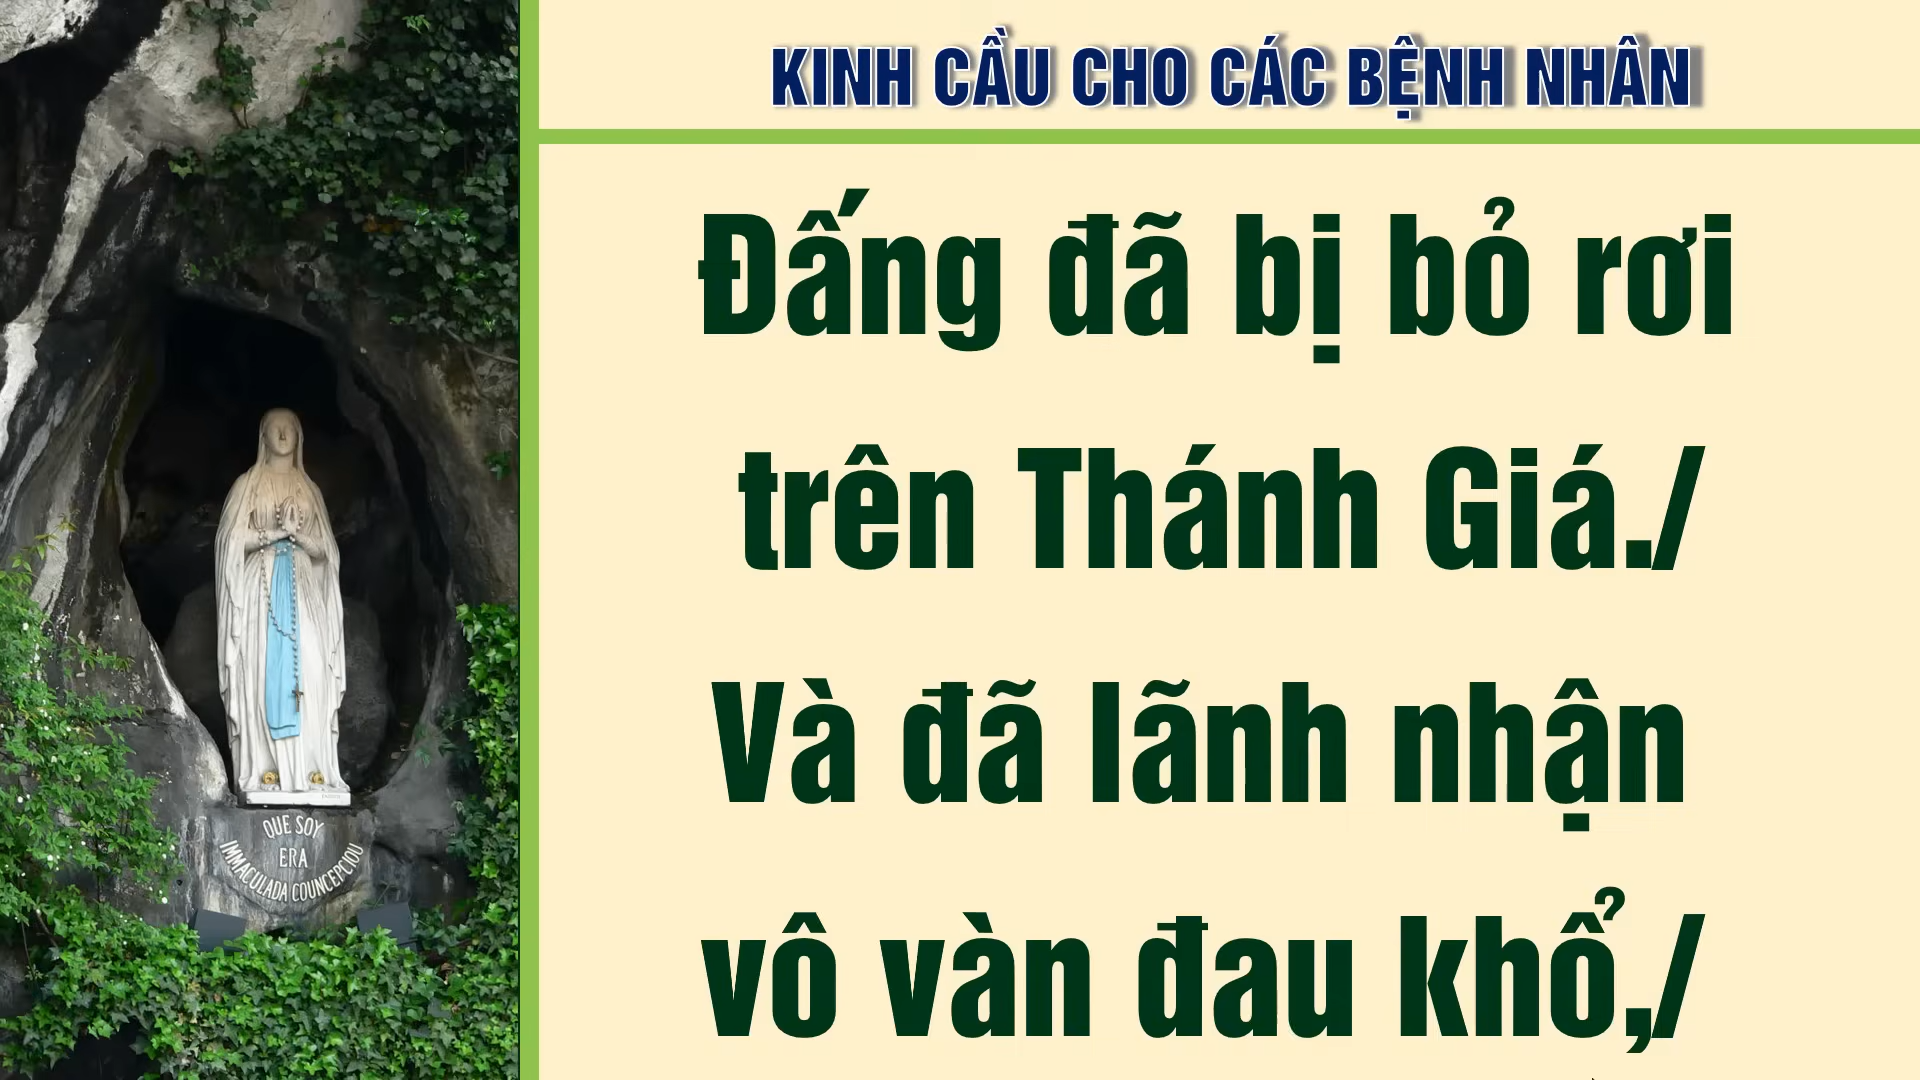 KINH CẦU CHO CÁC BỆNH NHÂN
Đấng đã bị bỏ rơi
trên Thánh Giá./
Và đã lãnh nhận
vô vàn đau khổ,/
QUE SOY
ERA
IMMACULADA COUNCEPCIOU